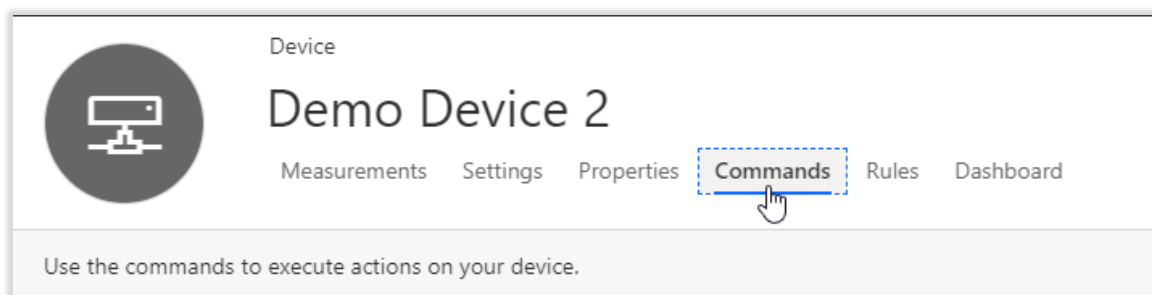 Device
Demo Device 2
Measurements Settings Properties Commands Rules Dashboard
Use the commands to execute actions on your device.